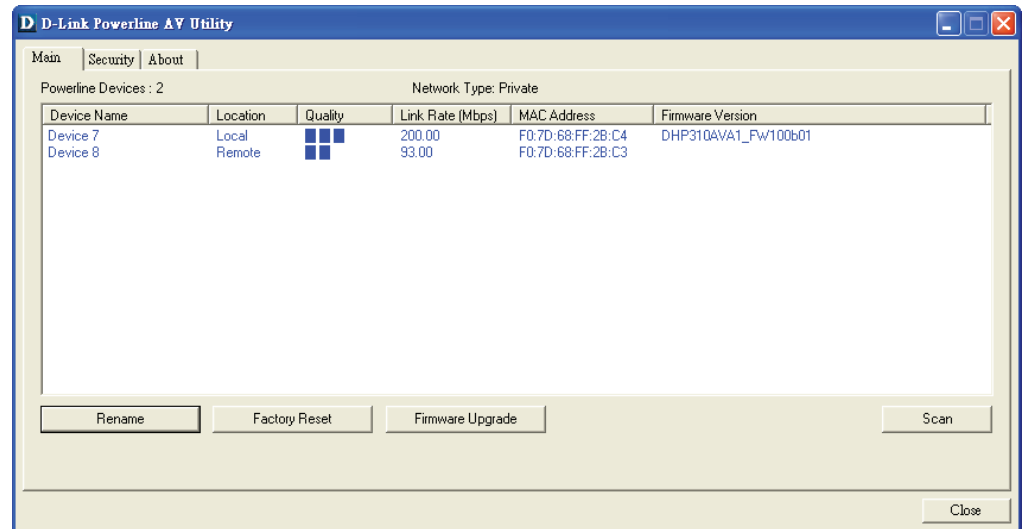 D D-Link Powerline AV Utility
Main Security About
Powerline Devices : 2 Network Type: Private
Device Name Location Quality Link Rate (Mbps) MAC Address Firmware Version
Device 7 Local 200.00 F0:7D:68:FF:2B:C4 DHP310AVA1_FW100b01
Device 8 Remote 93.00 F0:7D:68:FF:2B:C3
Rename Factory Reset Firmware Upgrade Scan
Close